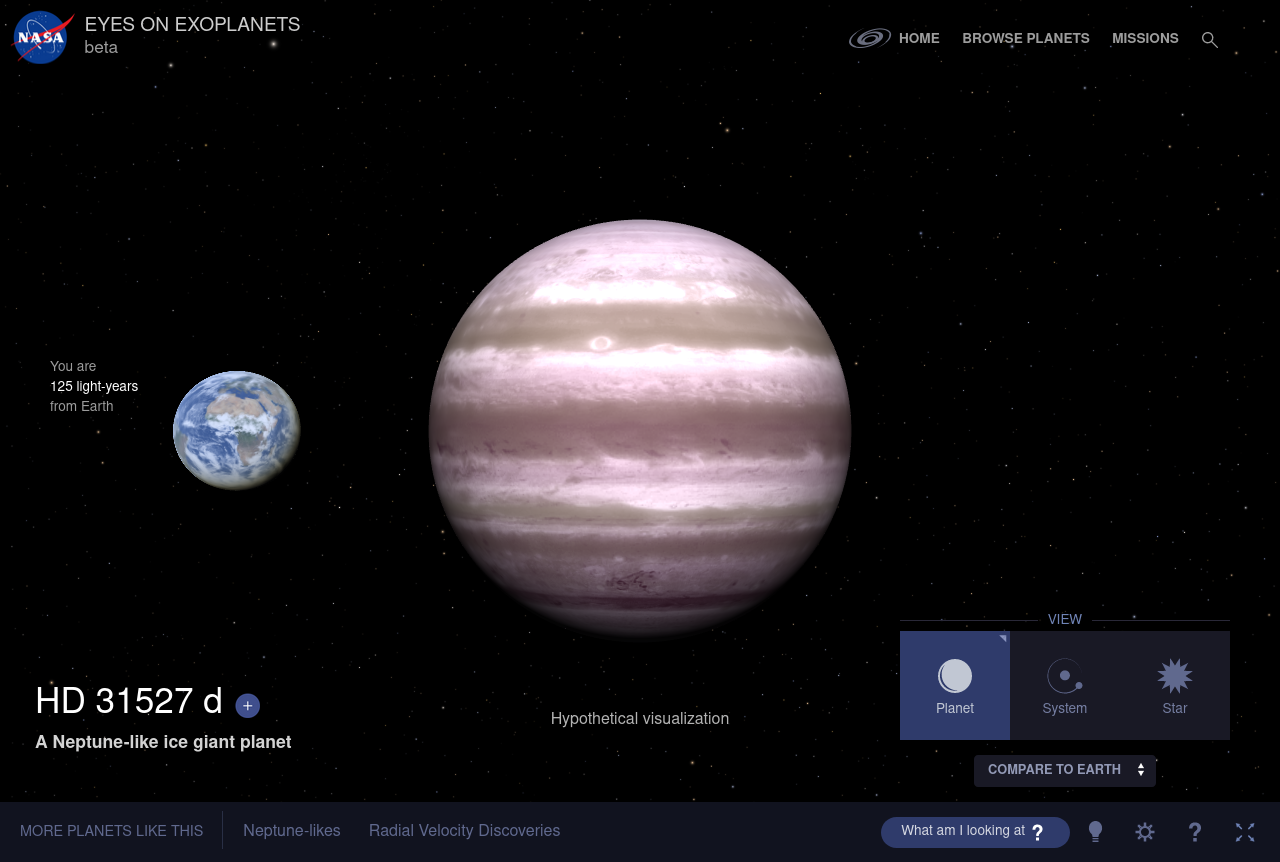 NASA
EYES ON EXOPLANETS
beta
HOME
BROWSE PLANETS
MISSIONS
You are
125 light-years
from Earth
HD 31527 d +
A Neptune-like ice giant planet
Hypothetical visualization
VIEW
Planet
System
Star
COMPARE TO EARTH
MORE PLANETS LIKE THIS
Neptune-likes
Radial Velocity Discoveries
What am I looking at ?
?